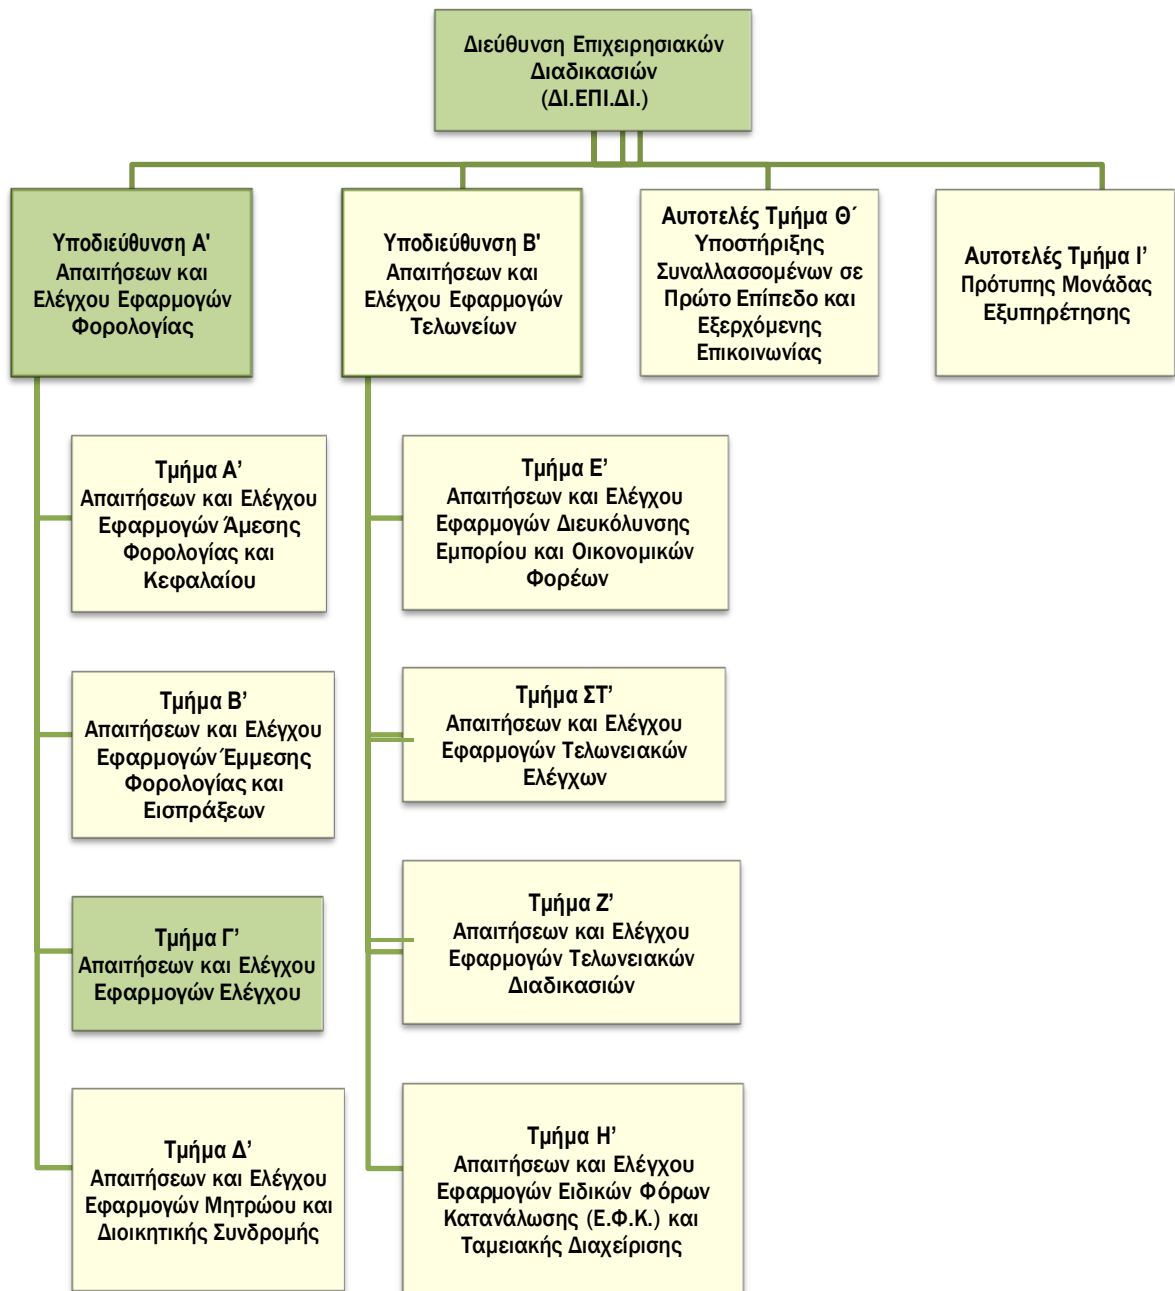 Διεύθυνση Επιχειρησιακών
Διαδικασιών
(ΔΙ.ΕΠΙ.ΔΙ.)
Υποδιεύθυνση Α'
Απαιτήσεων και
Ελέγχου Εφαρμογών
Φορολογίας
Υποδιεύθυνση Β'
Απαιτήσεων και
Ελέγχου Εφαρμογών
Τελωνείων
Αυτοτελές Τμήμα Θ΄
Υποστήριξης
Συναλλασσομένων σε
Πρώτο Επίπεδο και
Εξερχόμενης
Επικοινωνίας
Αυτοτελές Τμήμα Ι’
Πρότυπης Μονάδας
Εξυπηρέτησης
Τμήμα Α’
Απαιτήσεων και Ελέγχου
Εφαρμογών Άμεσης
Φορολογίας και
Κεφαλαίου
Τμήμα Β’
Απαιτήσεων και Ελέγχου
Εφαρμογών Έμμεσης
Φορολογίας και
Εισπράξεων
Τμήμα Γ’
Απαιτήσεων και Ελέγχου
Εφαρμογών Ελέγχου
Τμήμα Δ’
Απαιτήσεων και Ελέγχου
Εφαρμογών Μητρώου και
Διοικητικής Συνδρομής
Τμήμα Ε’
Απαιτήσεων και Ελέγχου
Εφαρμογών Διευκόλυνσης
Εμπορίου και Οικονομικών
Φορέων
Τμήμα ΣΤ’
Απαιτήσεων και Ελέγχου
Εφαρμογών Τελωνειακών
Ελέγχων
Τμήμα Ζ’
Απαιτήσεων και Ελέγχου
Εφαρμογών Τελωνειακών
Διαδικασιών
Τμήμα Η’
Απαιτήσεων και Ελέγχου
Εφαρμογών Ειδικών Φόρων
Κατανάλωσης (Ε.Φ.Κ.) και
Ταμειακής Διαχείρισης